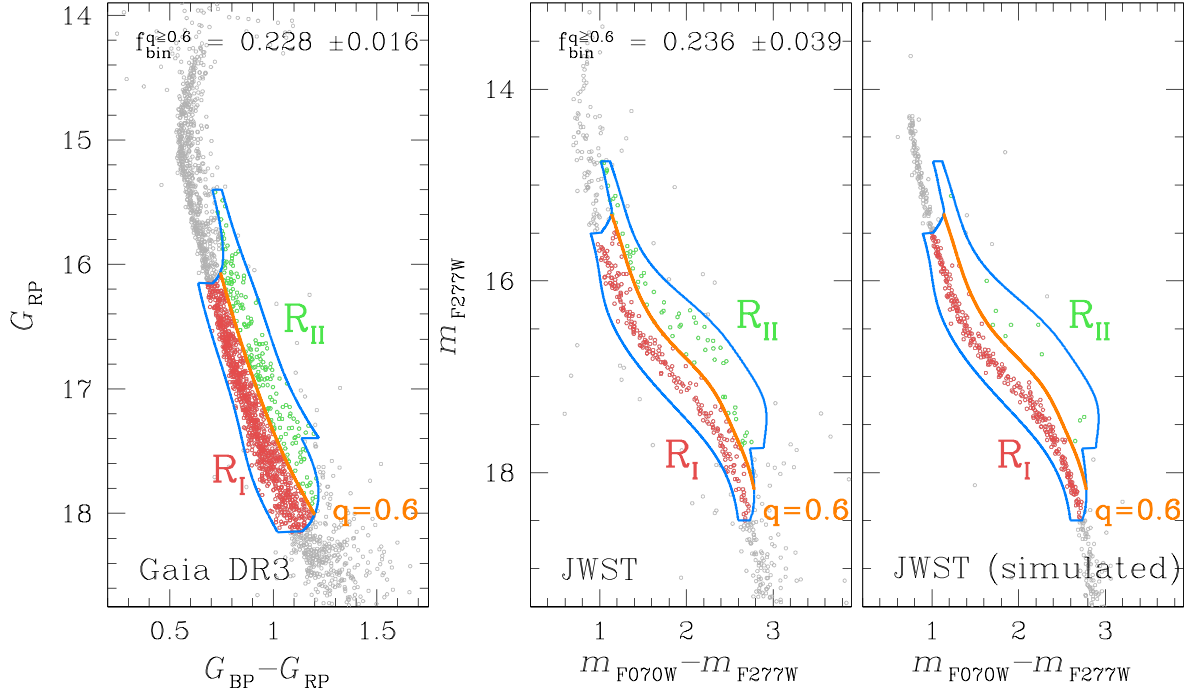 f_bin^q≥0.6 = 0.228 ±0.016
14
15
16
17
18
G_RP
R_II
R_I
q=0.6
Gaia DR3
0.5 1 1.5
G_BP−G_RP
f_bin^q≥0.6 = 0.236 ±0.039
14
16
18
m_F277W
R_II
R_I
q=0.6
JWST
1 2 3
m_F070W−m_F277W
R_II
R_I
q=0.6
JWST (simulated)
1 2 3
m_F070W−m_F277W